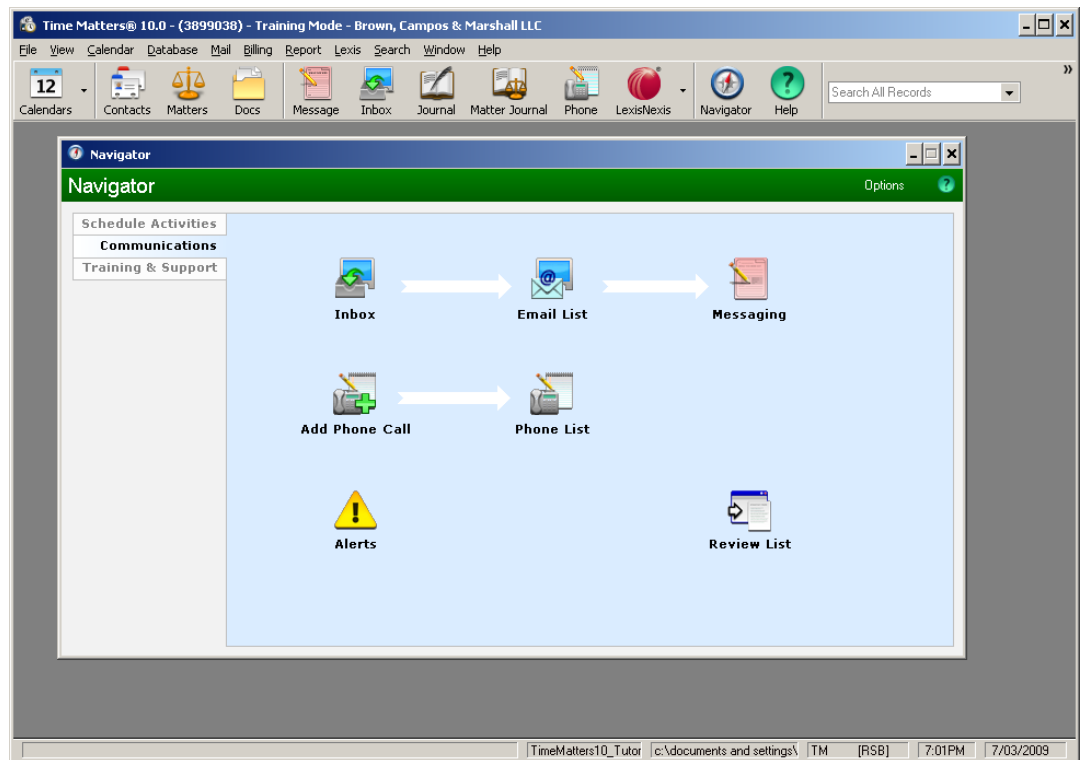 Time Matters® 10.0 - (3899038) - Training Mode - Brown, Campos & Marshall LLC
File View Calendar Database Mail Billing Report Lexis Search Window Help
12
Calendars Contacts Matters Docs Message Inbox Journal Matter Journal Phone LexisNexis Navigator Help Search All Records »
Navigator
Navigator Options ?
Schedule Activities
Communications
Training & Support
Inbox Email List Messaging
Add Phone Call Phone List
Alerts Review List
TimeMatters10_Tutor c:\documents and settings\ TM [RSB] 7:01PM 7/03/2009